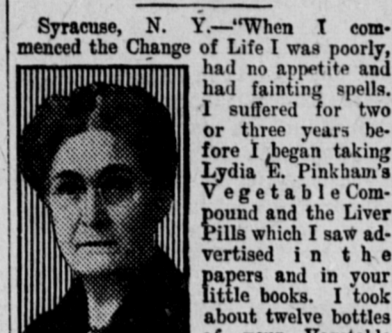 Syracuse, N. Y.—"When I com-
menced the Change of Life I was poorly,
had no appetite and
had fainting spells.
I suffered for two
or three years be-
fore I began taking
Lydia E. Pinkham's
Vegetable Com-
pound and the Liver
Pills which I saw ad-
vertised in the
papers and in your
little books. I took
about twelve bottles